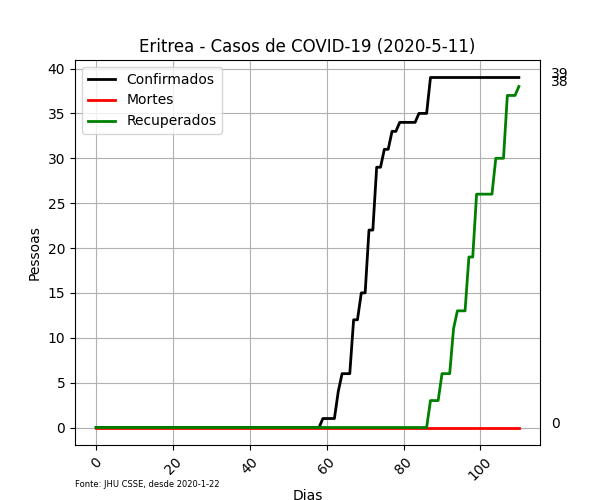 Eritrea - Casos de COVID-19 (2020-5-11)
Confirmados
Mortes
Recuperados
40
35
30
25
20
15
10
5
0
Pessoas
39
38
0
0
20
40
60
80
100
Fonte: JHU CSSE, desde 2020-1-22
Dias